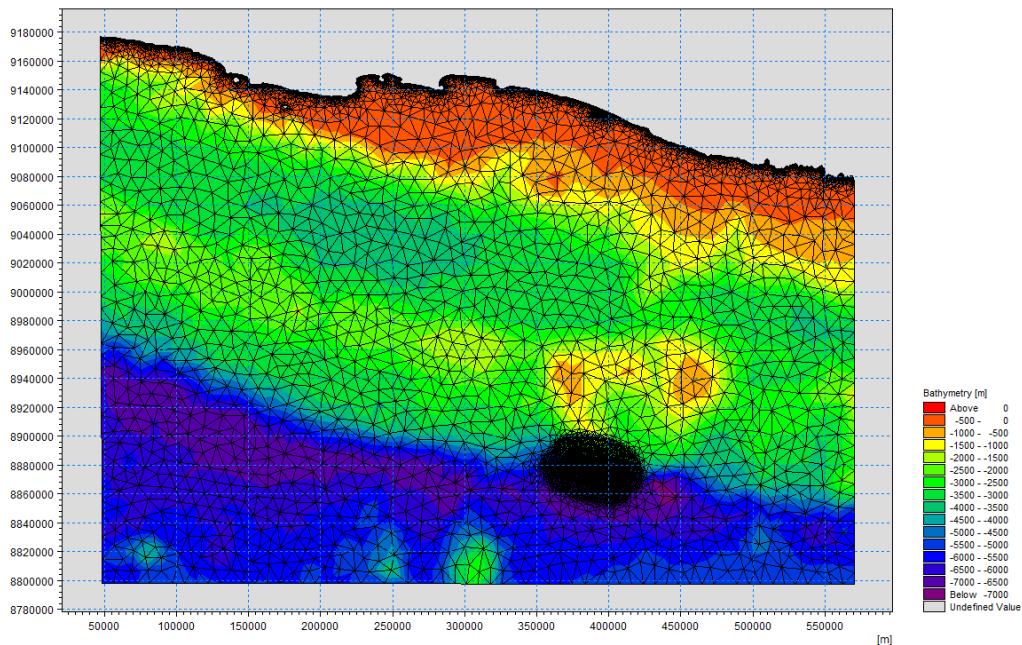 9180000
9160000
9140000
9120000
9100000
9080000
9060000
9040000
9020000
9000000
8980000
8960000
8940000
8920000
8900000
8880000
8860000
8840000
8820000
8800000
8780000
50000 100000 150000 200000 250000 300000 350000 400000 450000 500000 550000
[m]
Bathymetry [m]
Above 0
-500 - 0
-1000 - -500
-1500 - -1000
-2000 - -1500
-2500 - -2000
-3000 - -2500
-3500 - -3000
-4000 - -3500
-4500 - -4000
-5000 - -4500
-5500 - -5000
-6000 - -5500
-6500 - -6000
-7000 - -6500
Below -7000
Undefined Value